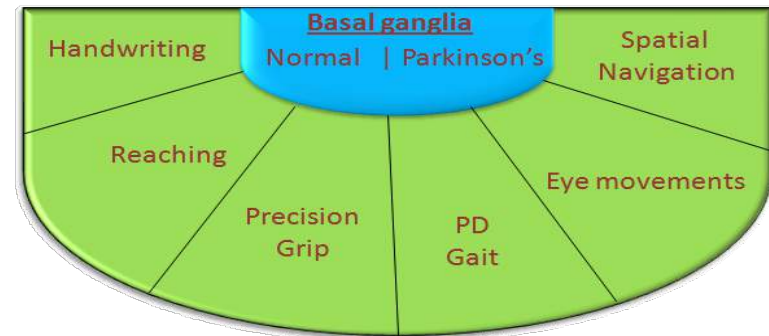 Basal ganglia
Normal | Parkinson's
Handwriting
Reaching
Precision
Grip
PD
Gait
Eye movements
Spatial
Navigation